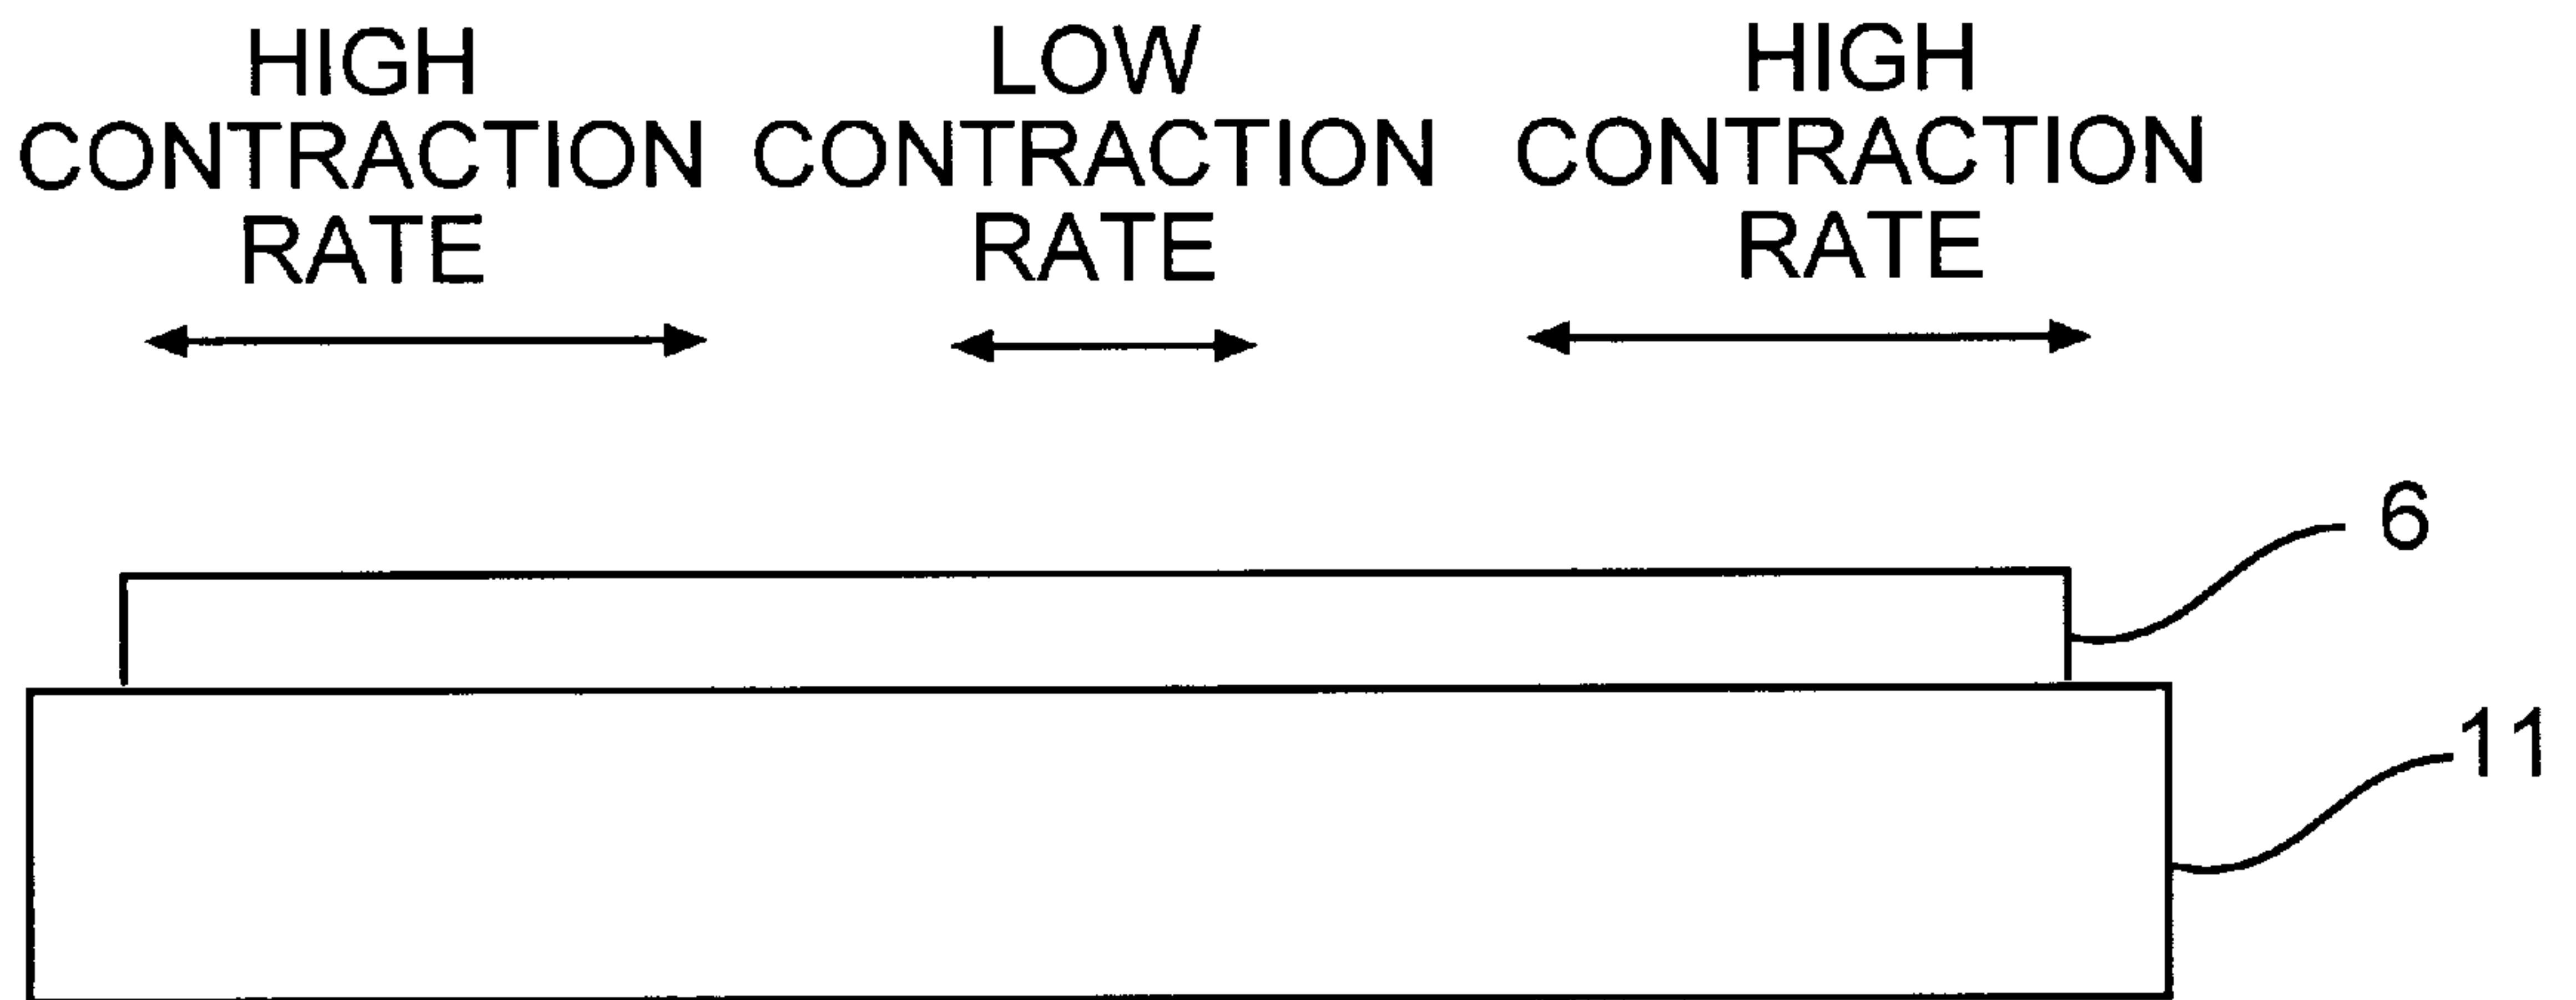 HIGH
CONTRACTION
RATE
LOW
CONTRACTION
RATE
HIGH
CONTRACTION
RATE
6
11